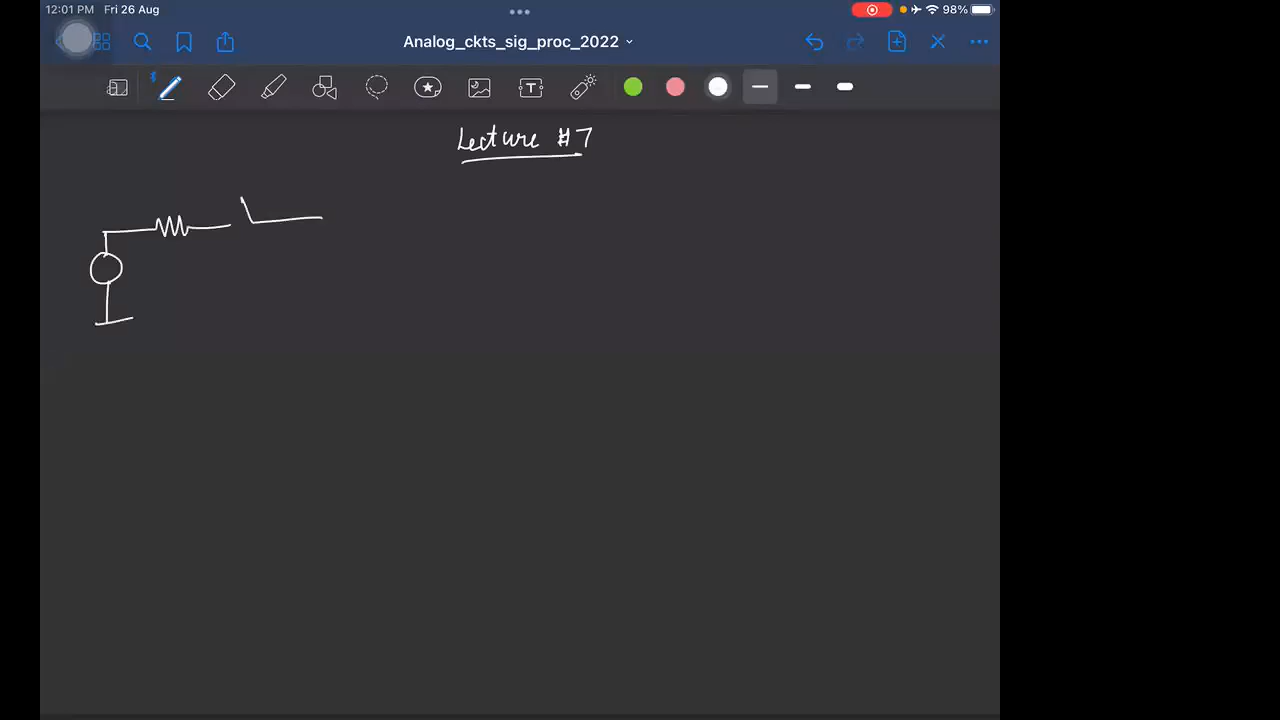 12:01 PM Fri 26 Aug
98%
Analog_ckts_sig_proc_2022
T
Lecture #7